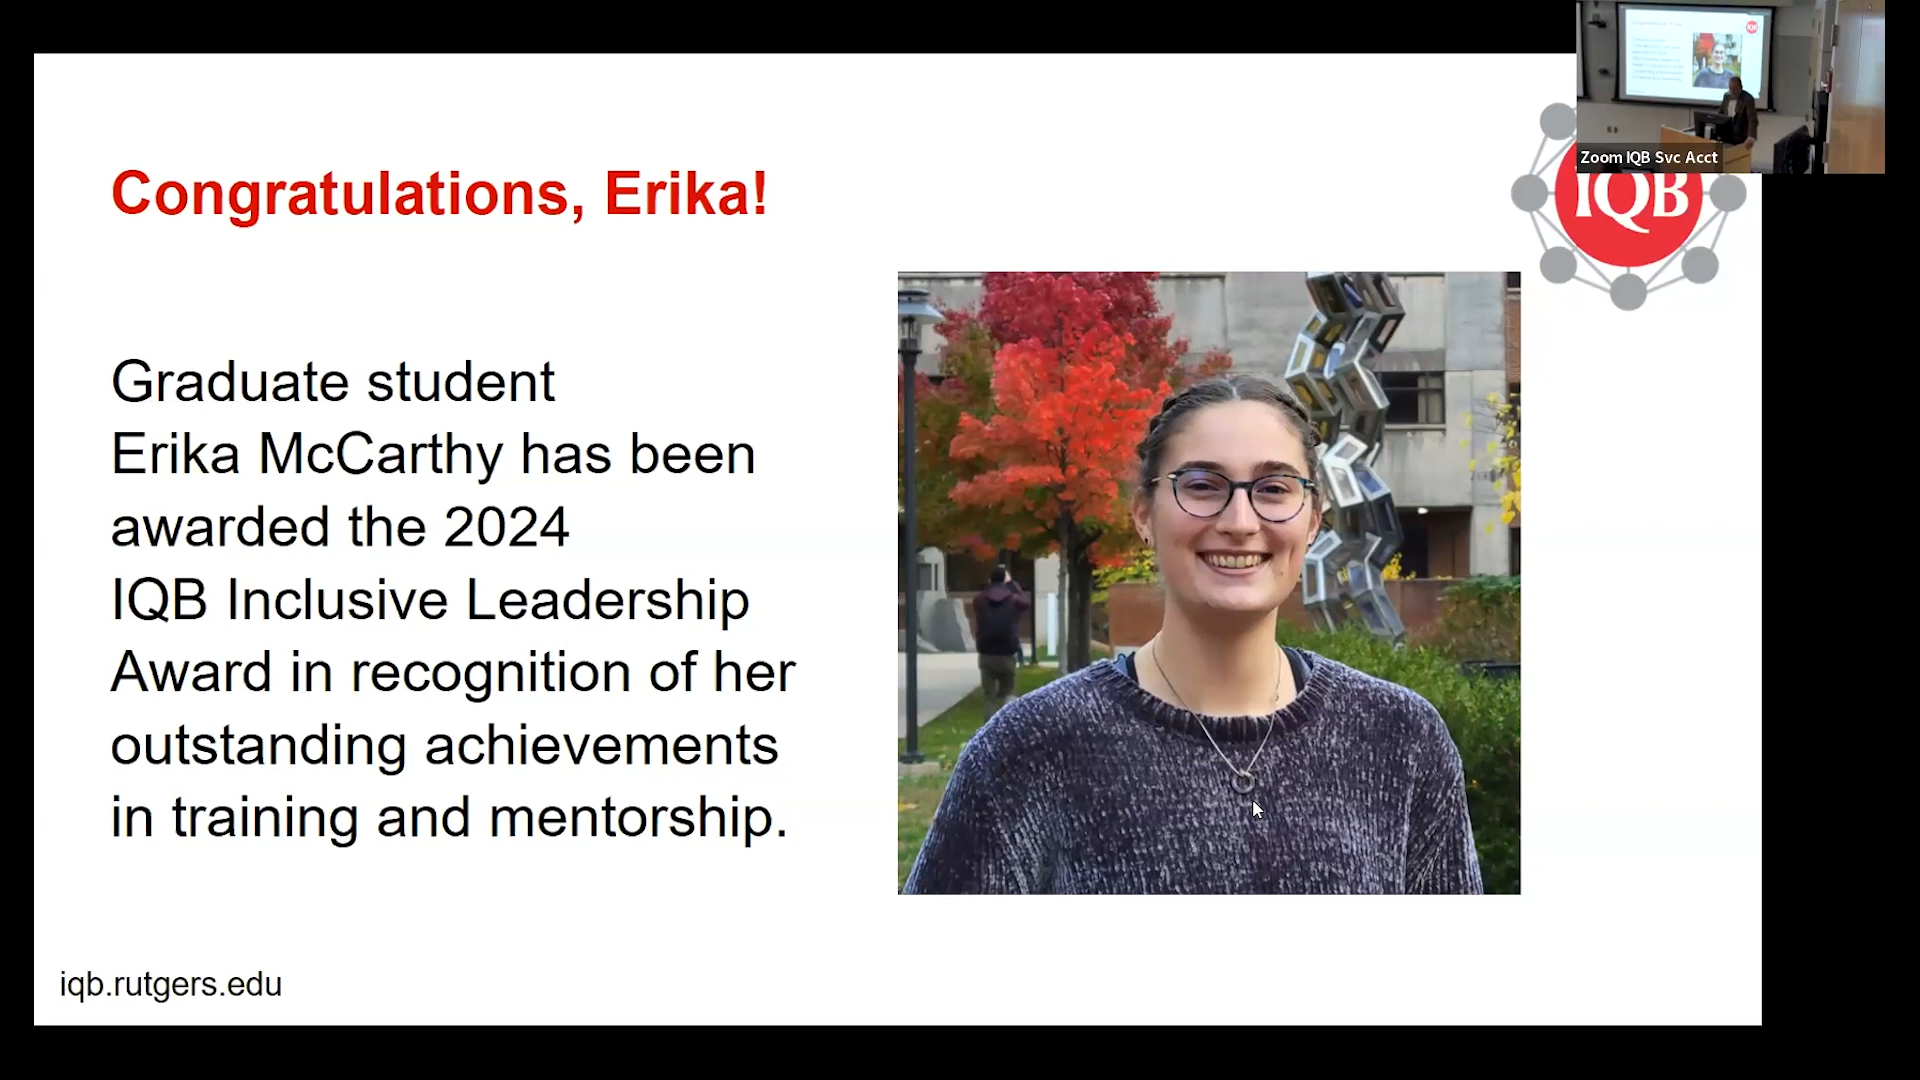 Congratulations, Erika!
Graduate student
Erika McCarthy has been
awarded the 2024
IQB Inclusive Leadership
Award in recognition of her
outstanding achievements
in training and mentorship.
iqb.rutgers.edu
Zoom IQB Svc Acct
IQB